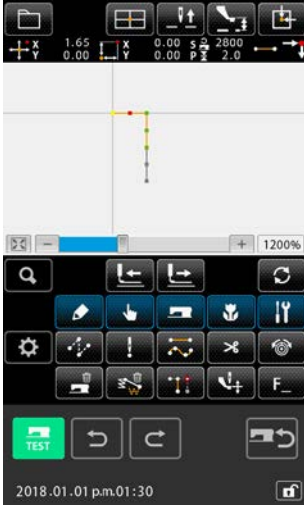 X 1.65 X 0.00 S 2800
Y 0.00 Y 0.00 P 2.0
1200%
F_
TEST
2018.01.01 p.m.01:30